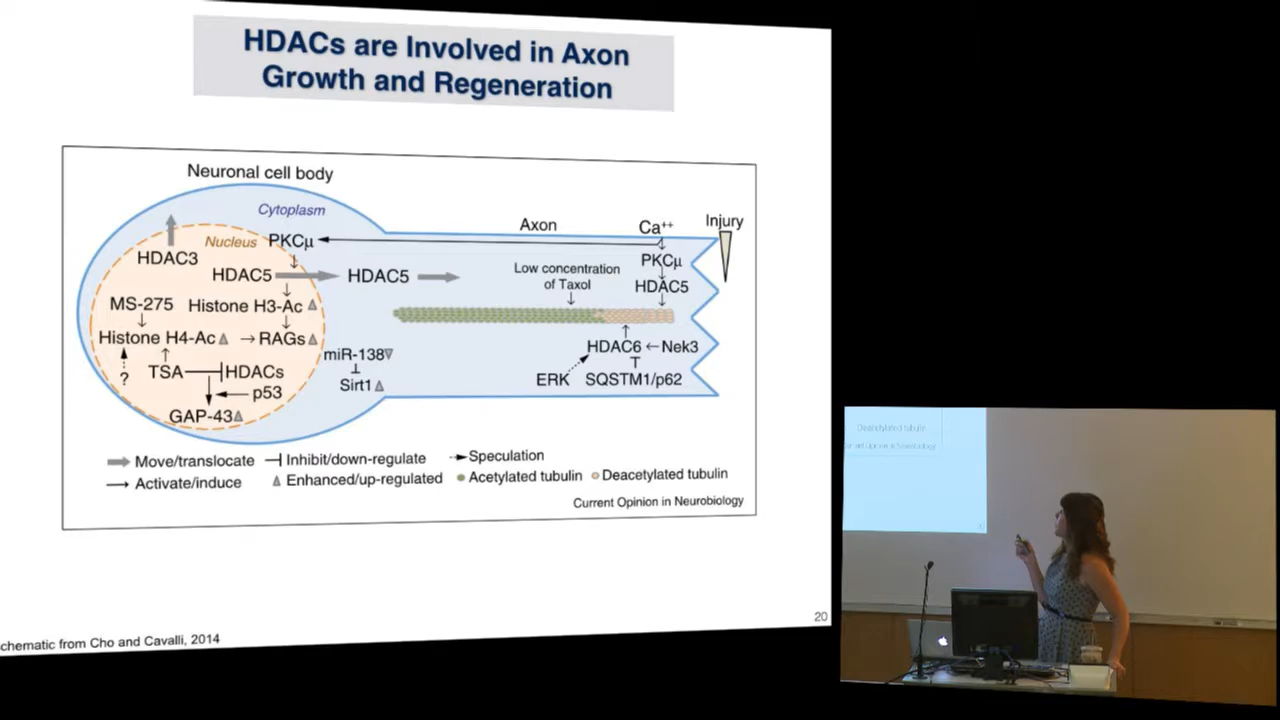 HDACs are Involved in Axon
Growth and Regeneration
Neuronal cell body
Cytoplasm
Axon
Ca++
Injury
Nucleus
PKCμ
PKCμ
HDAC3
HDAC5
HDAC5
Low concentration
of Taxol
HDAC5
MS-275
Histone H3-Ac
Histone H4-Ac
RAGs
miR-138
HDAC6
Nek3
?
TSA
HDACs
Sirt1
ERK
SQSTM1/p62
p53
GAP-43
Move/translocate
Inhibit/down-regulate
Speculation
Activate/induce
Enhanced/up-regulated
Acetylated tubulin
Deacetylated tubulin
Current Opinion in Neurobiology
chematic from Cho and Cavalli, 2014
20
Deacetylated tubulin